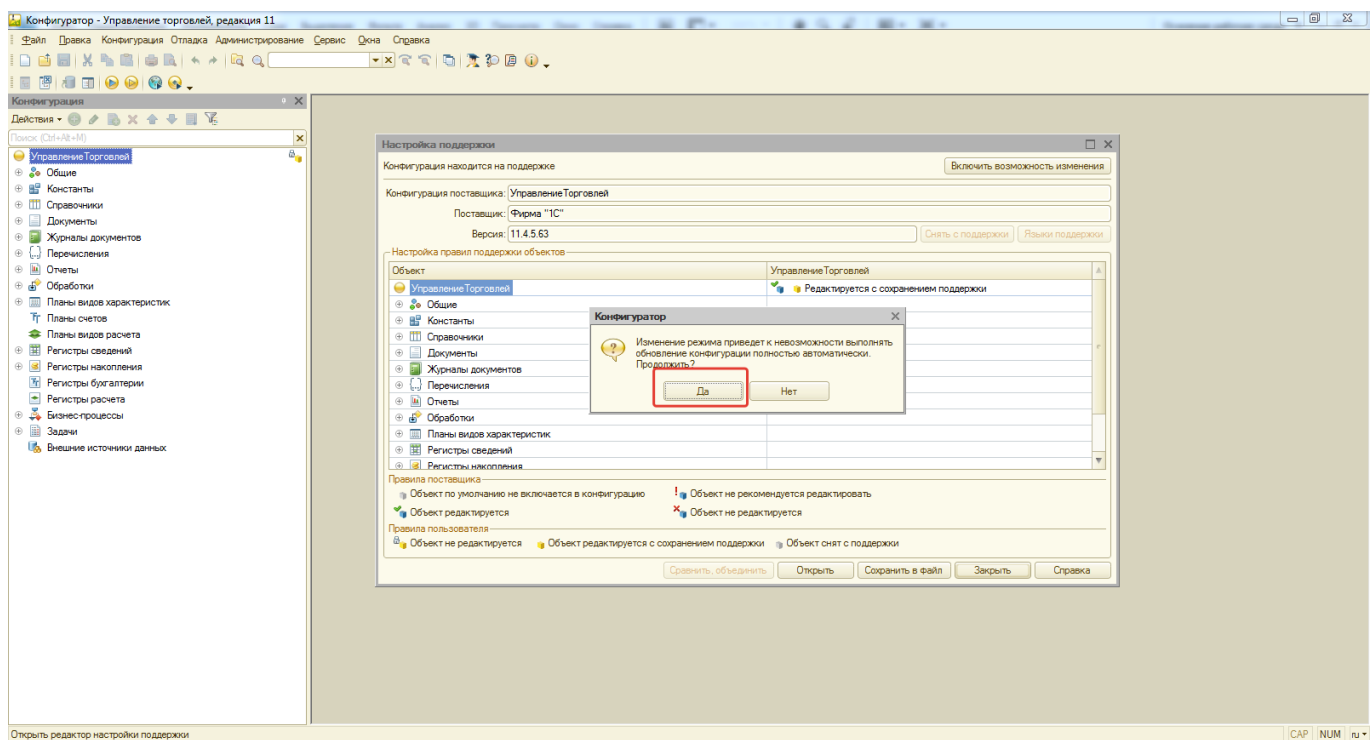 Конфигуратор - Управление торговлей, редакция 11
Файл Правка Конфигурация Отладка Администрирование Сервис Окна Справка
Конфигурация
Действия
Поиск (Ctrl+Alt+M)
УправлениеТорговлей
Общие
Константы
Справочники
Документы
Журналы документов
Перечисления
Отчеты
Обработки
Планы видов характеристик
Планы счетов
Планы видов расчета
Регистры сведений
Регистры накопления
Регистры бухгалтерии
Регистры расчета
Бизнес-процессы
Задачи
Внешние источники данных
Настройка поддержки
Конфигурация находится на поддержке
Включить возможность изменения
Конфигурация поставщика: УправлениеТорговлей
Поставщик: Фирма "1С"
Версия: 11.4.5.63
Снять с поддержки
Языки поддержки
Настройка правил поддержки объектов
Объект
УправлениеТорговлей
УправлениеТорговлей
Редактируется с сохранением поддержки
Общие
Константы
Справочники
Документы
Журналы документов
Перечисления
Отчеты
Обработки
Планы видов характеристик
Регистры сведений
Регистры накопления
Конфигуратор
Изменение режима приведет к невозможности выполнять
обновление конфигурации полностью автоматически.
Продолжить?
Да
Нет
Правила поставщика
Объект по умолчанию не включается в конфигурацию
Объект не рекомендуется редактировать
Объект редактируется
Объект не редактируется
Правила пользователя
Объект не редактируется
Объект редактируется с сохранением поддержки
Объект снят с поддержки
Сравнить, объединить
Открыть
Сохранить в файл
Закрыть
Справка
Открыть редактор настройки поддержки
CAP NUM ru